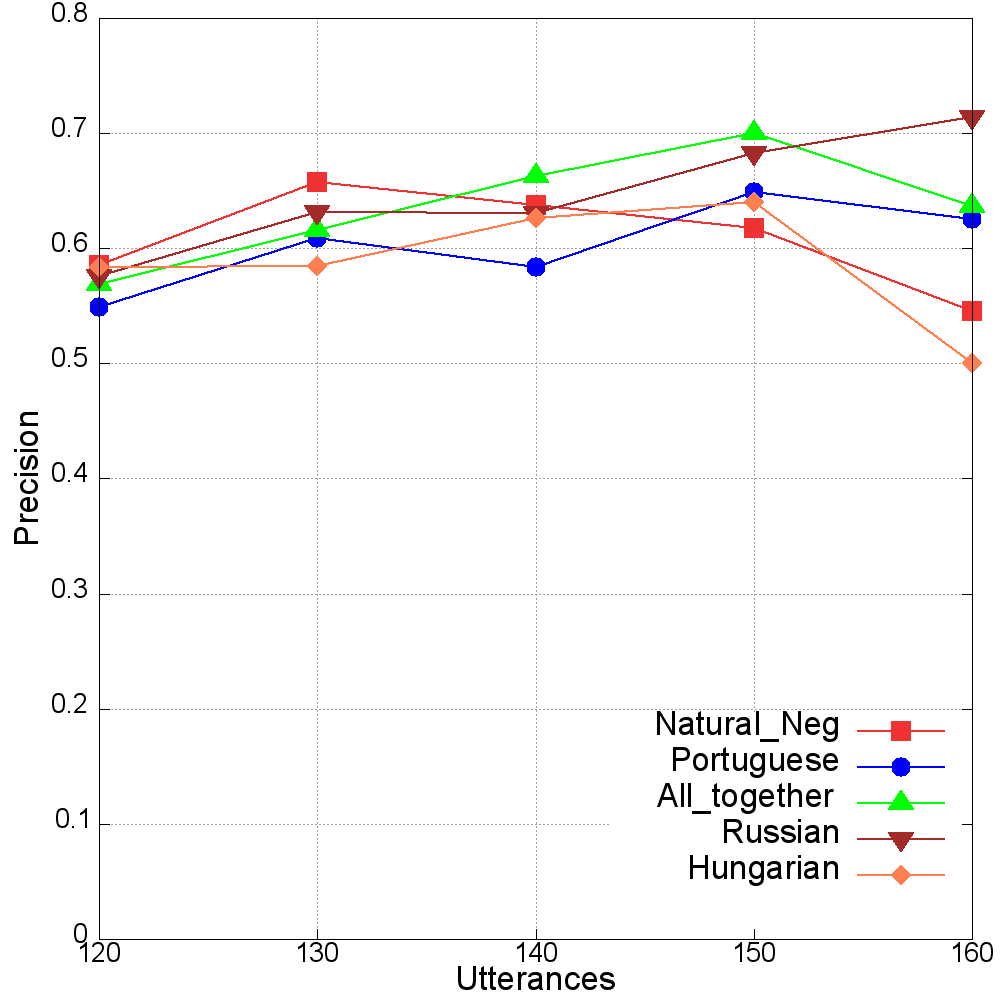 0.8
0.7
0.6
0.5
0.4
0.3
0.2
0.1
0
Precision
120 130 140 150 160
Utterances
Natural_Neg
Portuguese
All_together
Russian
Hungarian